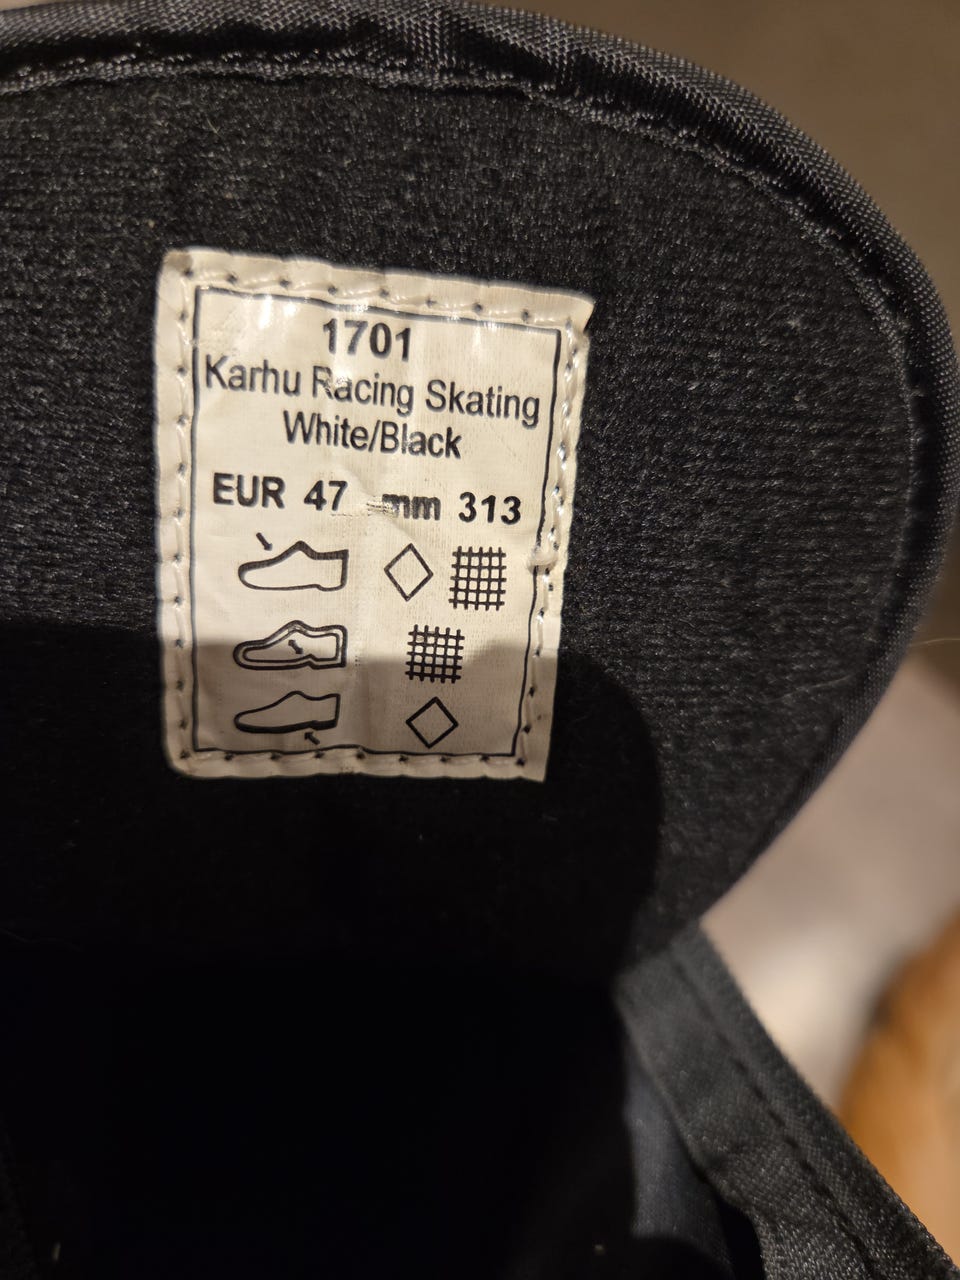 1701
Karhu Racing Skating
White/Black
EUR 47 mm 313